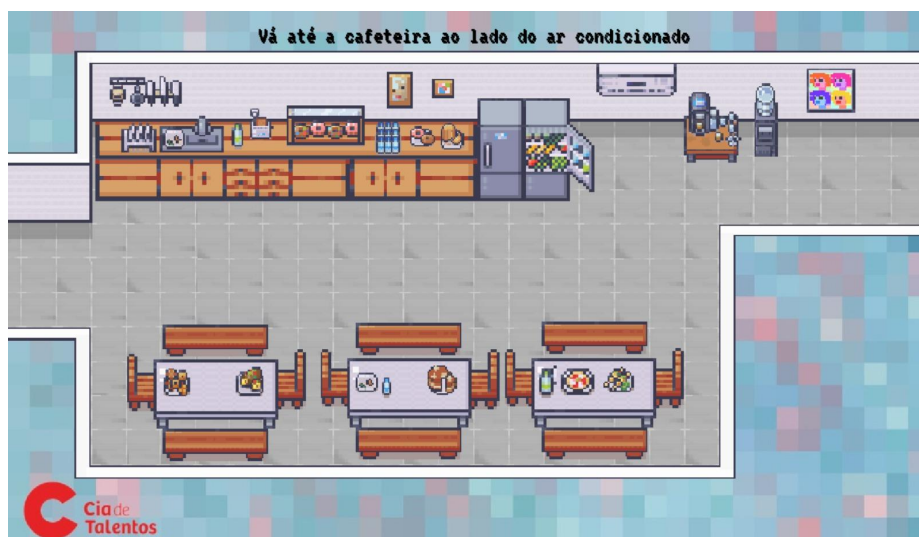 Vá até a cafeteira ao lado do ar condicionado
Cia de
Talentos